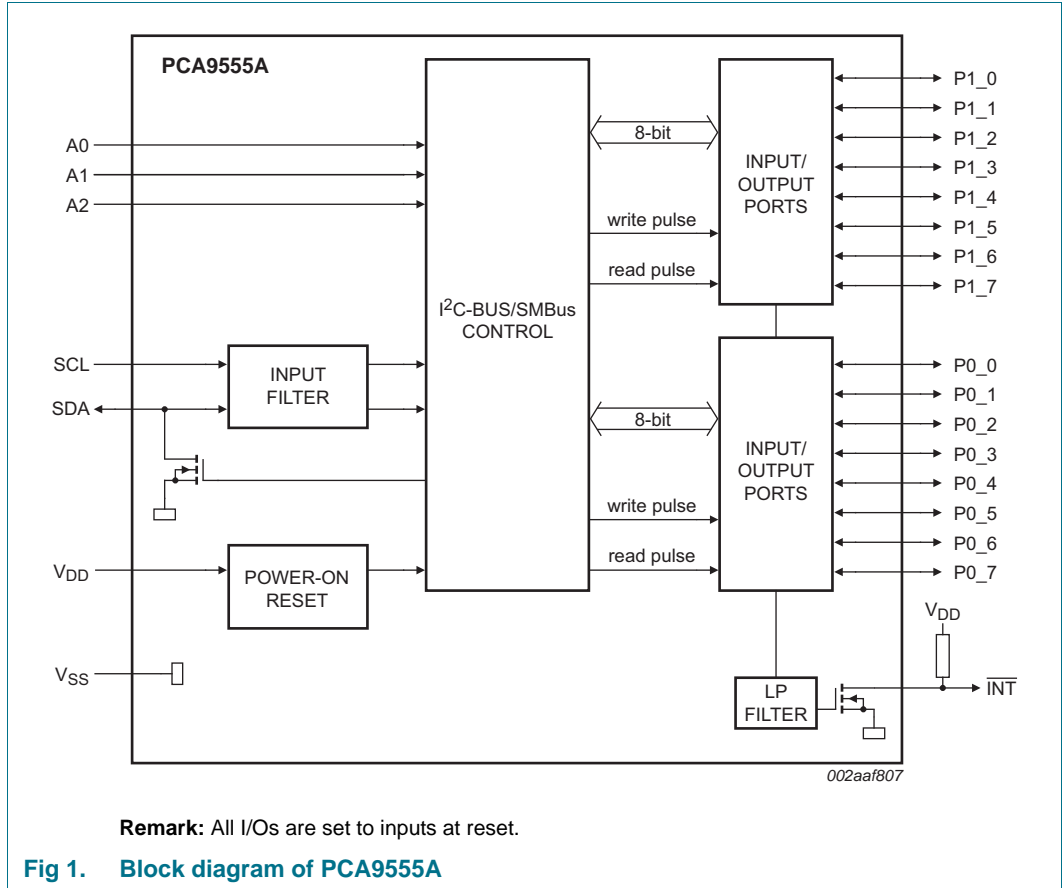 PCA9555A
A0
A1
A2
SCL
SDA
VDD
VSS
INPUT
FILTER
POWER-ON
RESET
I2C-BUS/SMBus
CONTROL
8-bit
write pulse
read pulse
INPUT/
OUTPUT
PORTS
P1_0
P1_1
P1_2
P1_3
P1_4
P1_5
P1_6
P1_7
8-bit
write pulse
read pulse
INPUT/
OUTPUT
PORTS
P0_0
P0_1
P0_2
P0_3
P0_4
P0_5
P0_6
P0_7
VDD
LP
FILTER
INT
002aaf807
Remark: All I/Os are set to inputs at reset.
Fig 1. Block diagram of PCA9555A